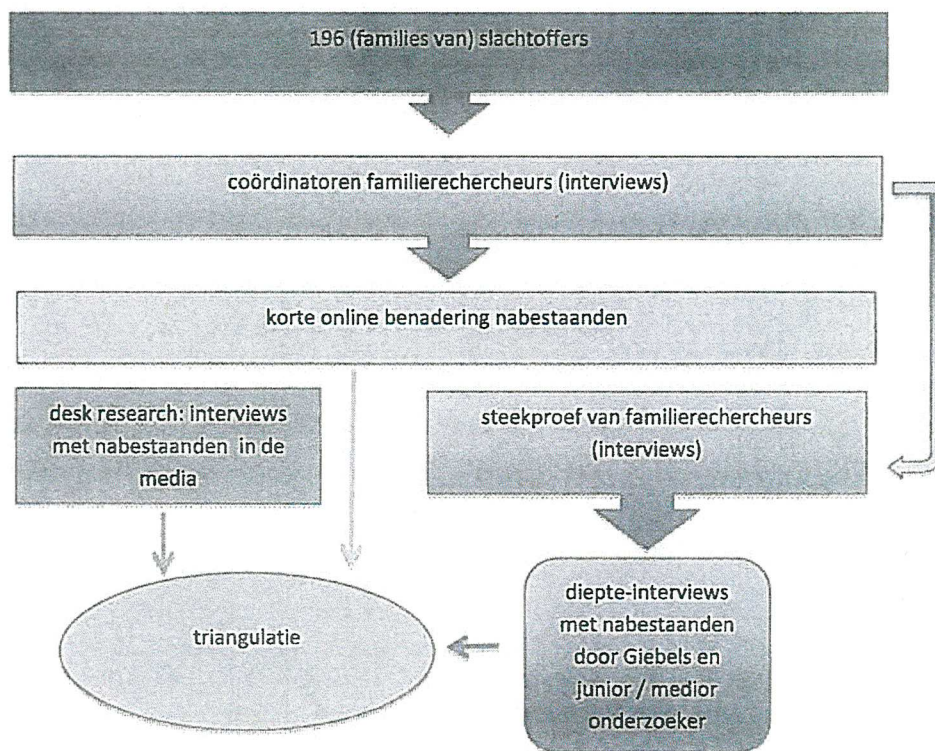 196 (families van) slachtoffers
coördinatoren familierechercheurs (interviews)
korte online benadering nabestaanden
desk research: interviews
met nabestaanden in de
media
steekproef van familierechercheurs
(interviews)
diepte-interviews
met nabestaanden
door Giebels en
junior / medior
onderzoeker
triangulatie